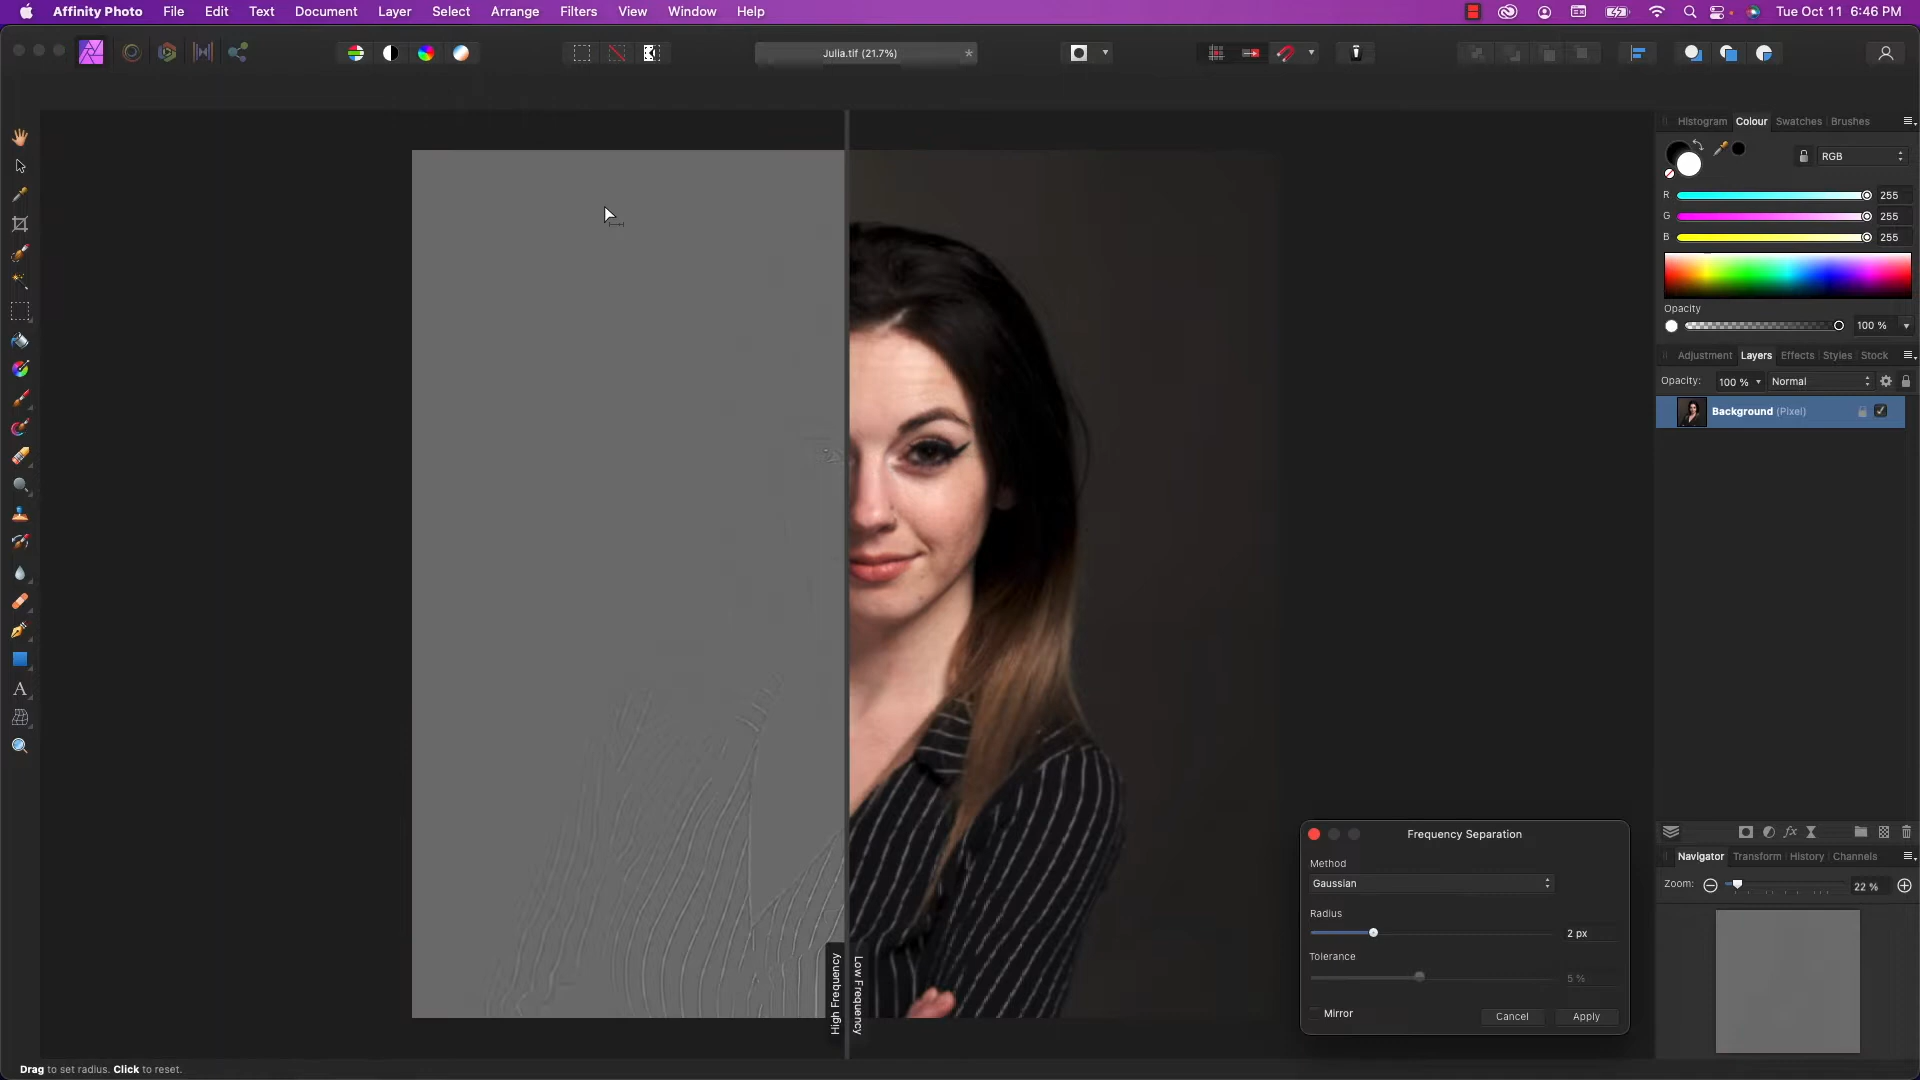 Affinity Photo File Edit Text Document Layer Select Arrange Filters View Window Help Tue Oct 11 6:46 PM
Julia.tif (21.7%)
Histogram Colour Swatches Brushes
RGB
R 255
G 255
B 255
Opacity
100 %
Adjustment Layers Effects Styles Stock
Opacity: 100 % Normal
Background (Pixel)
fx
Navigator Transform History Channels
Zoom: 22 %
A
High Frequency
Low Frequency
Frequency Separation
Method
Gaussian
Radius
2 px
Tolerance
5 %
Mirror Cancel Apply
Drag to set radius. Click to reset.